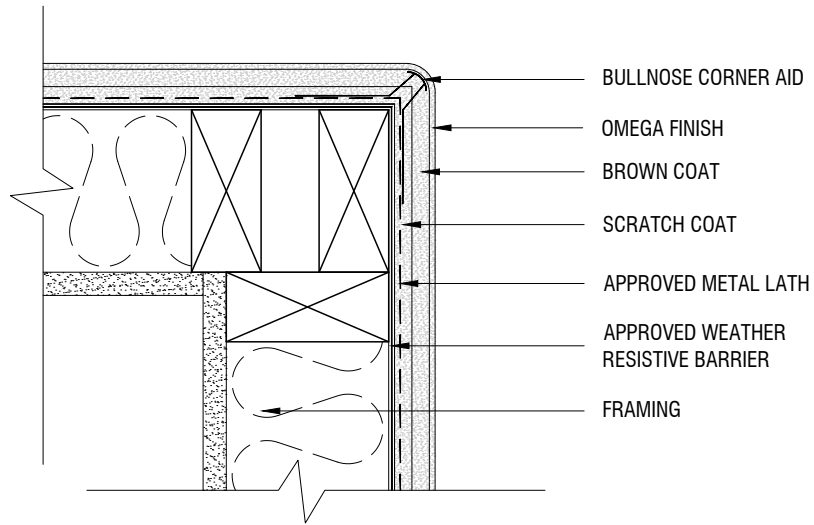 BULLNOSE CORNER AID
OMEGA FINISH
BROWN COAT
SCRATCH COAT
APPROVED METAL LATH
APPROVED WEATHER
RESISTIVE BARRIER
FRAMING